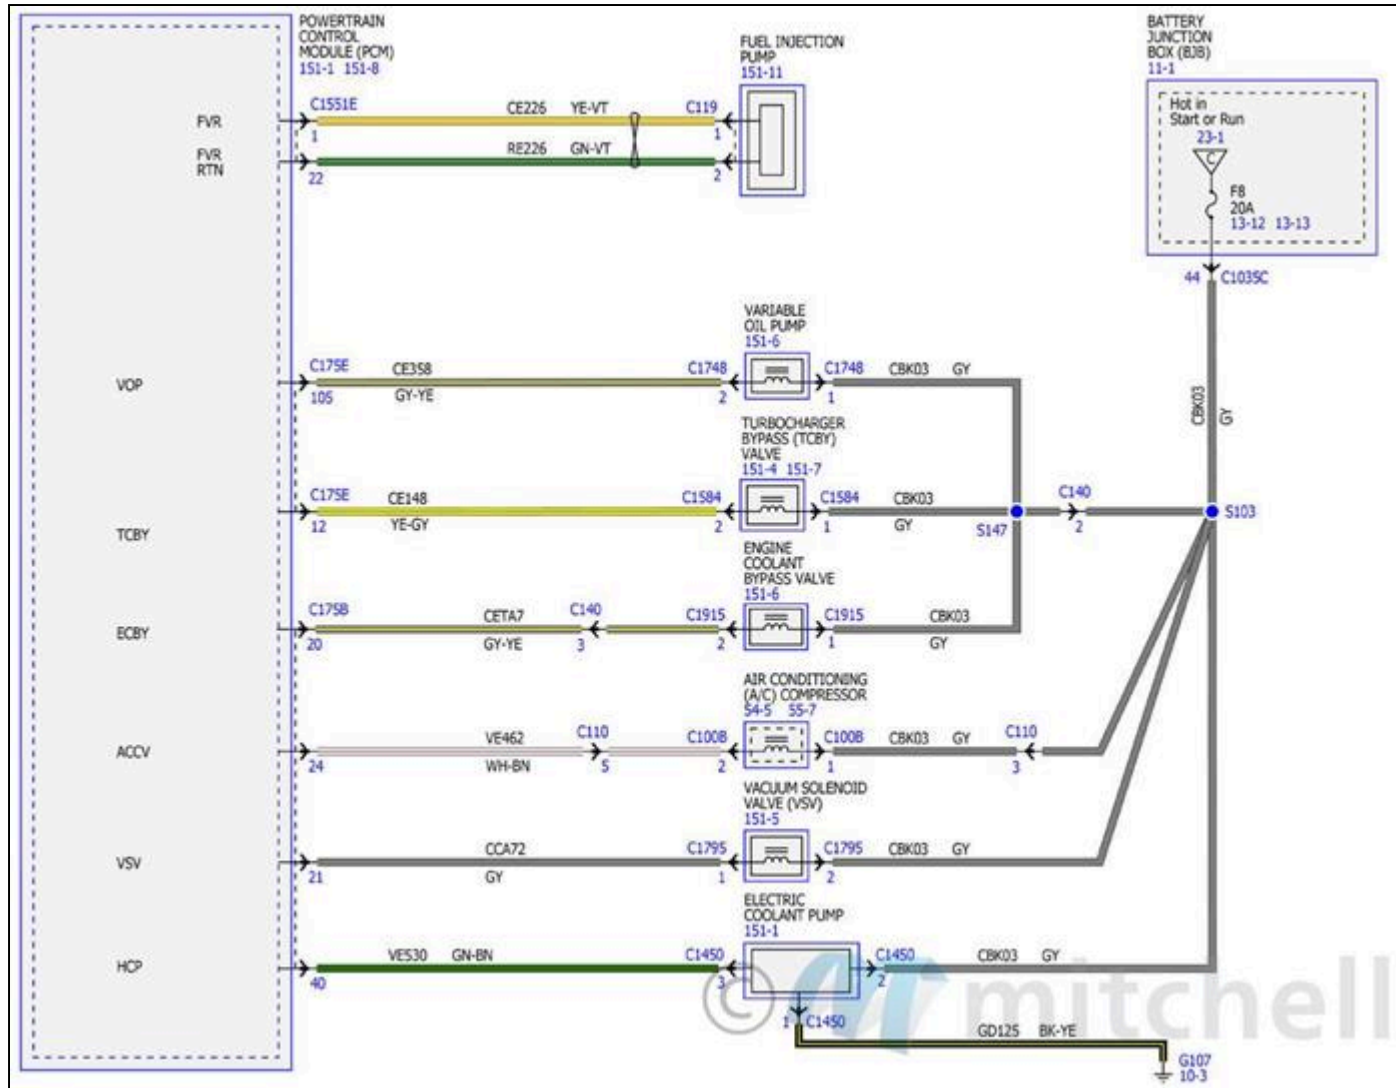 POWERTRAIN
CONTROL
MODULE (PCM)
151-1 151-8
FUEL INJECTION
PUMP
151-11
BATTERY
JUNCTION
BOX (BJB)
11-1
Hot in
Start or Run
23-1
C
F8
20A
13-12 13-13
44 C1035C
CBK03 GY
FVR
C1551E
1
CE226 YE-VT
C119
1
FVR
RTN
22
RE226 GN-VT
2
VARIABLE
OIL PUMP
151-6
VOP
C175E
105
CE358
GY-YE
C1748
2
C1748
1
CBK03 GY
TURBOCHARGER
BYPASS (TCBY)
VALVE
151-4 151-7
TCBY
C175E
12
CE148
YE-GY
C1584
2
C1584
1
CBK03
GY
S147
C140
2
S103
ENGINE
COOLANT
BYPASS VALVE
151-6
ECBY
C175B
20
CETA7
GY-YE
C140
3
C1915
2
C1915
1
CBK03
GY
AIR CONDITIONING
(A/C) COMPRESSOR
54-5 55-7
ACCV
24
VE462
WH-BN
C110
5
C100B
2
C100B
1
CBK03 GY
C110
3
VACUUM SOLENOID
VALVE (VSV)
151-5
VSV
21
CCA72
GY
C1795
1
C1795
2
CBK03 GY
ELECTRIC
COOLANT PUMP
151-1
HCP
40
VE530 GN-BN
C1450
3
C1450
2
CBK03 GY
1 C1450
GD125 BK-YE
G107
10-3
© mitchell